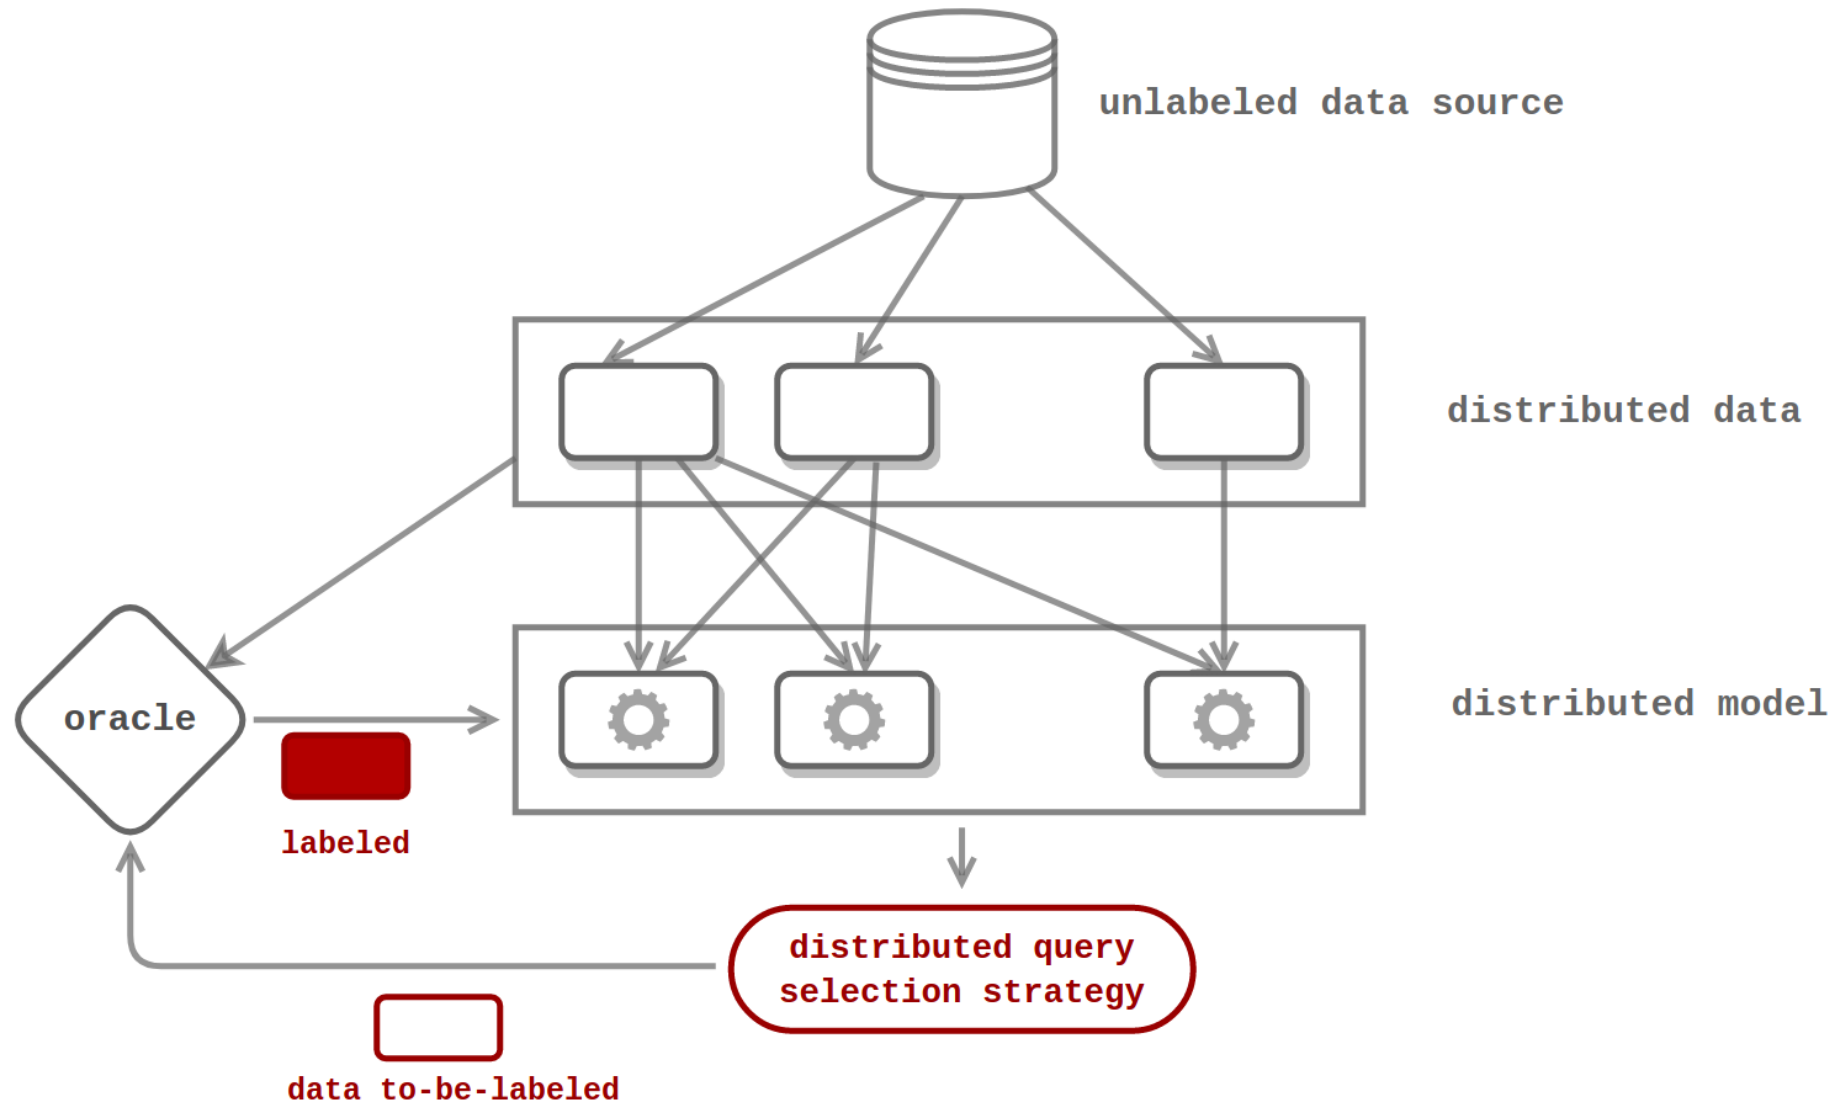 unlabeled data source
distributed data
distributed model
oracle
labeled
distributed query
selection strategy
data to-be-labeled